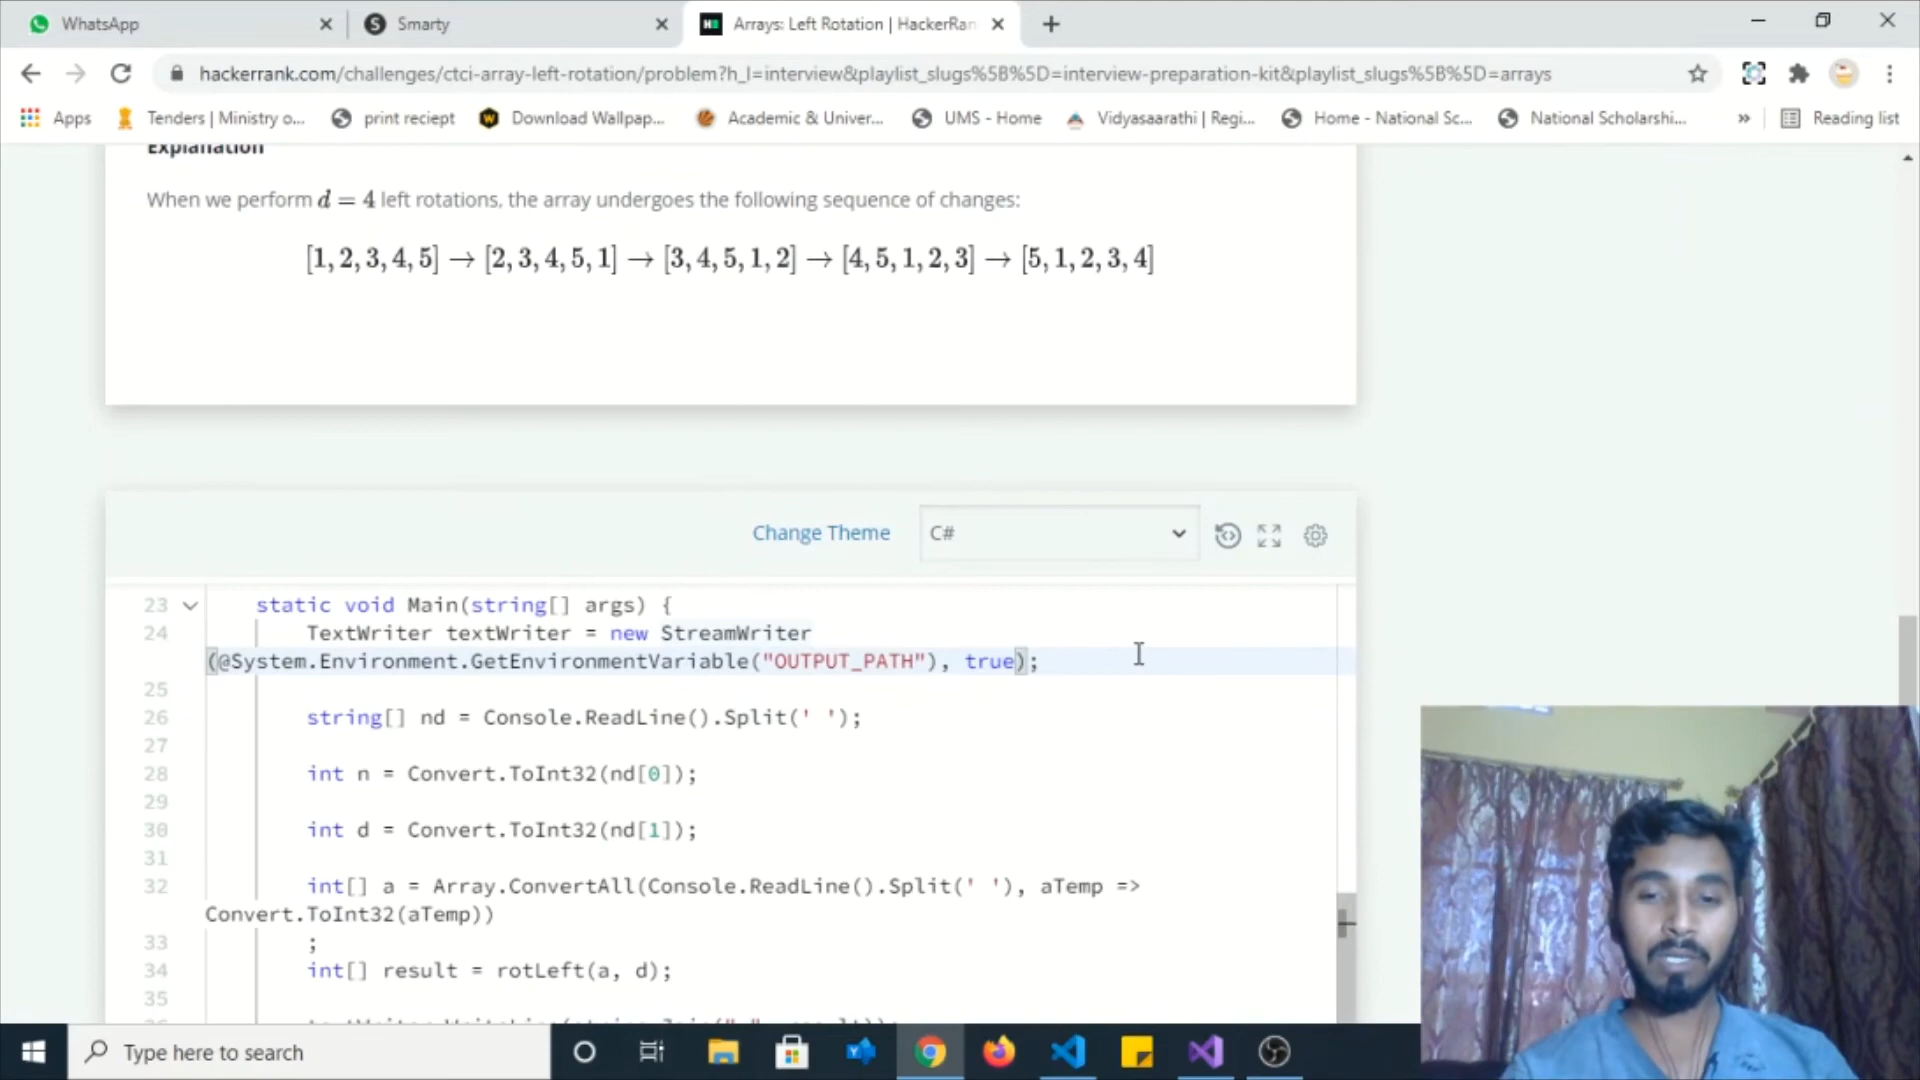 WhatsApp
Smarty
Arrays: Left Rotation | HackerRan
hackerrank.com/challenges/ctci-array-left-rotation/problem?h_l=interview&playlist_slugs%5B%5D=interview-preparation-kit&playlist_slugs%5B%5D=arrays
Apps
Tenders | Ministry o...
print reciept
Download Wallpap...
Academic & Univer...
UMS - Home
Vidyasaarathi | Regi...
Home - National Sc...
National Scholarshi...
»
Reading list
Explanation
When we perform d = 4 left rotations, the array undergoes the following sequence of changes:
[1, 2, 3, 4, 5] → [2, 3, 4, 5, 1] → [3, 4, 5, 1, 2] → [4, 5, 1, 2, 3] → [5, 1, 2, 3, 4]
Change Theme
C#
23 static void Main(string[] args) {
24 TextWriter textWriter = new StreamWriter
(@System.Environment.GetEnvironmentVariable("OUTPUT_PATH"), true);
25
26 string[] nd = Console.ReadLine().Split(' ');
27
28 int n = Convert.ToInt32(nd[0]);
29
30 int d = Convert.ToInt32(nd[1]);
31
32 int[] a = Array.ConvertAll(Console.ReadLine().Split(' '), aTemp =>
Convert.ToInt32(aTemp))
33 ;
34 int[] result = rotLeft(a, d);
35
Type here to search